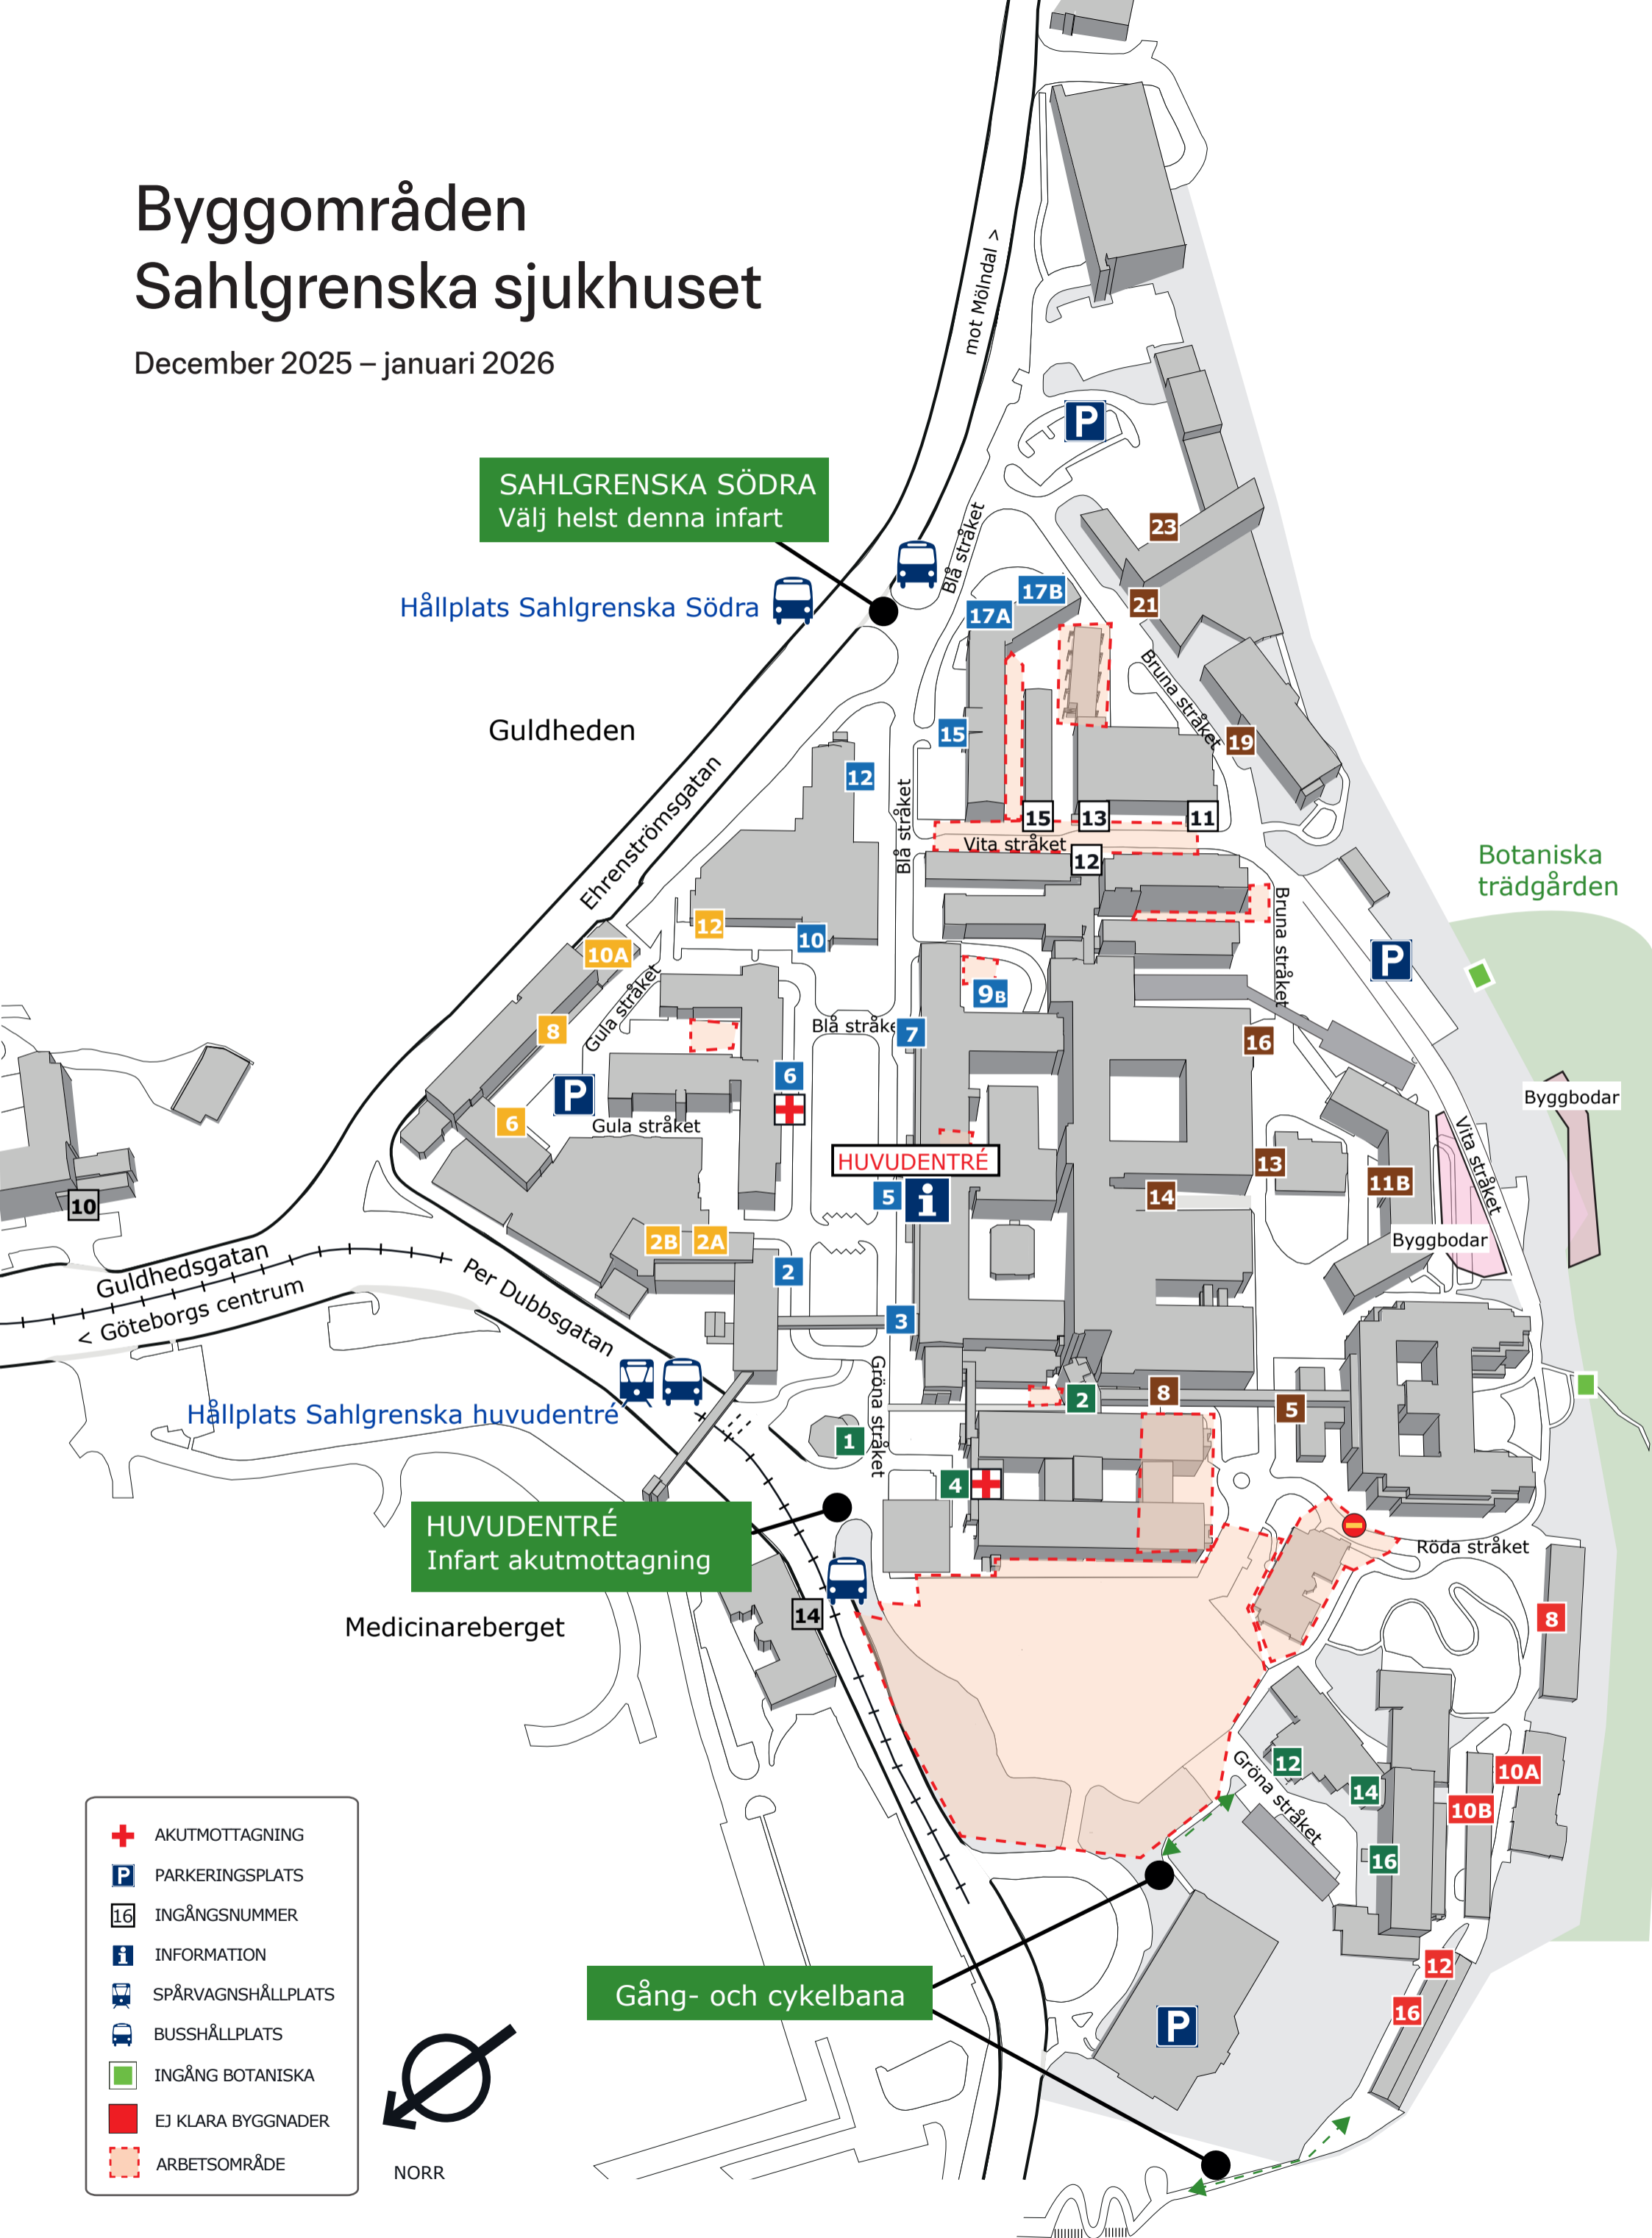 Byggområden
Sahlgrenska sjukhuset
December 2025 – januari 2026
mot Mölndal >
P
SAHLGRENSKA SÖDRA
Välj helst denna infart
Blå stråket
23
Hållplats Sahlgrenska Södra
17B
17A
21
Bruna stråket
Guldheden
15
19
12
Ehrenströmsgatan
Blå stråket
15
13
11
Vita stråket
12
Botaniska
trädgården
12
10
10A
Bruna stråket
P
9B
Gula stråket
8
Blå stråke
7
16
6
P
6
Gula stråket
Byggbodar
Vita stråket
HUVUDENTRÉ
13
5
i
14
11B
10
2B
2A
Byggbodar
Guldhedsgatan
< Göteborgs centrum
Per Dubbsgatan
2
3
Gröna stråket
2
8
5
Hållplats Sahlgrenska huvudentré
1
4
HUVUDENTRÉ
Infart akutmottagning
Röda stråket
14
Medicinareberget
8
Gröna stråket
12
14
10A
10B
16
AKUTMOTTAGNING
P PARKERINGSPLATS
16 INGÅNGSNUMMER
i INFORMATION
SPÅRVAGNSHÅLLPLATS
BUSSHÅLLPLATS
INGÅNG BOTANISKA
EJ KLARA BYGGNADER
ARBETSOMRÅDE
NORR
Gång- och cykelbana
P
12
16